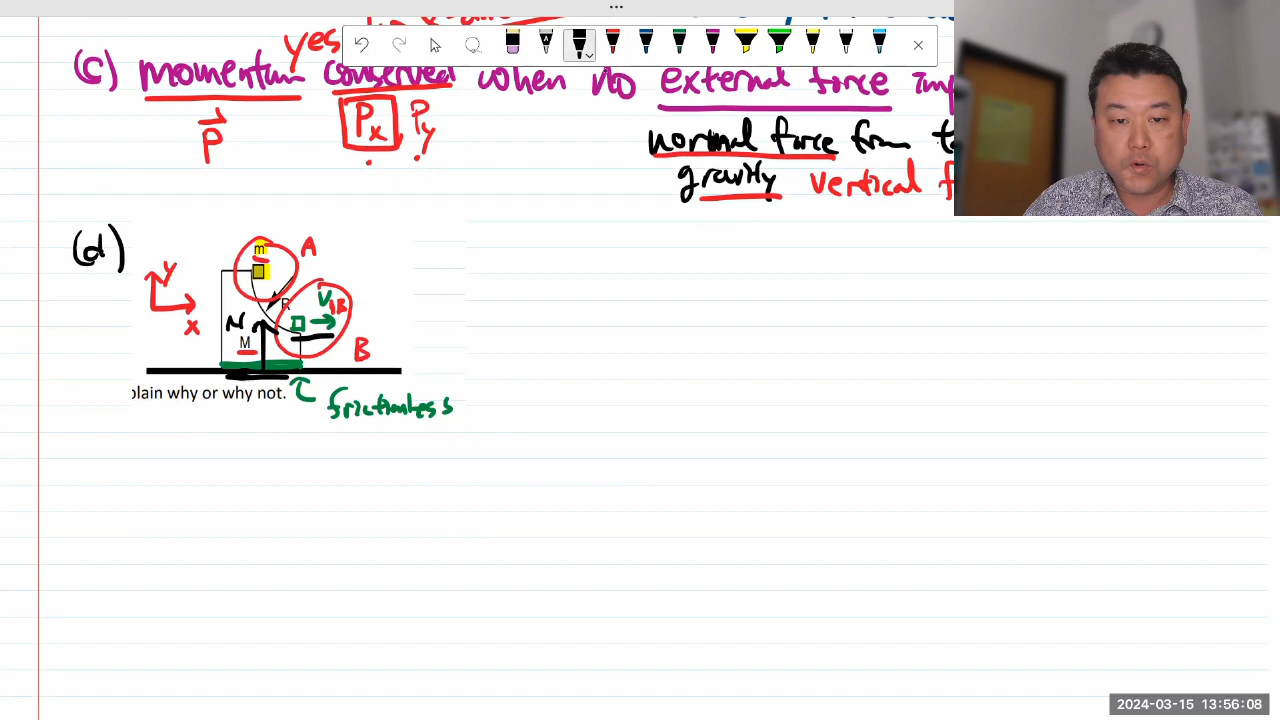 yes
(c) momentum conserved when no external force imp
P Px, Py
normal force from t
gravity vertical f
(d)
m A
y
R V1B
x N
M B
plain why or why not.
frictionless s
2024-03-15 13:56:08